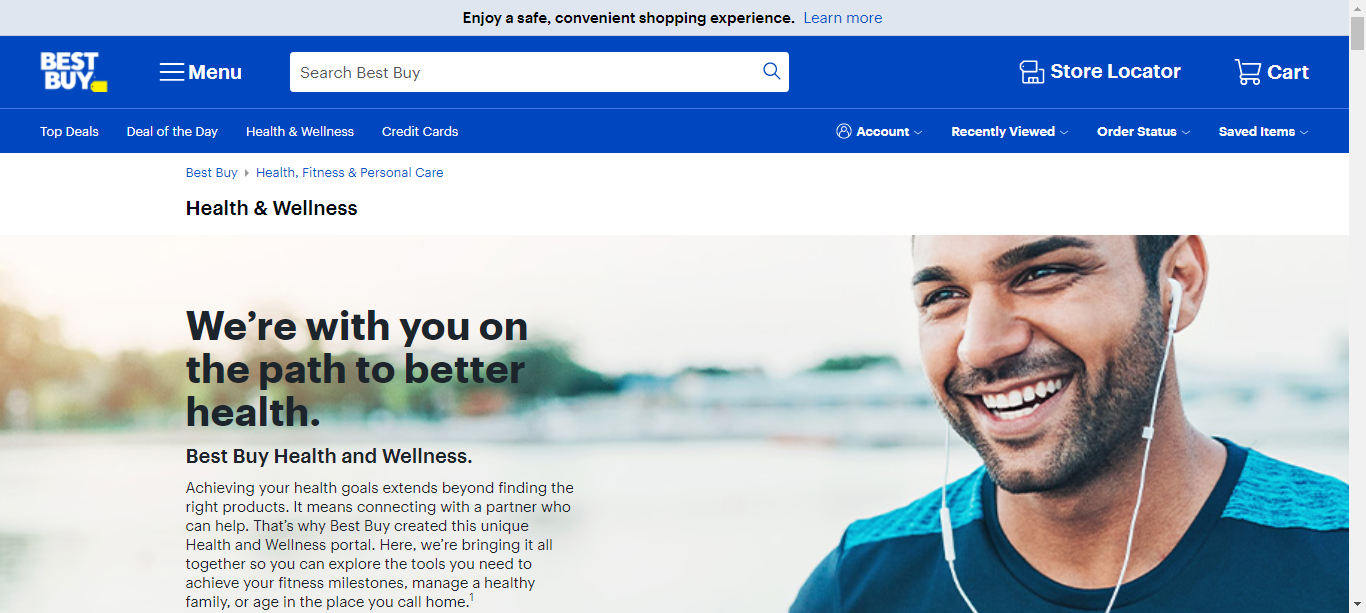 Enjoy a safe, convenient shopping experience. Learn more
BEST
BUY
Menu
Search Best Buy
Store Locator
Cart
Top Deals
Deal of the Day
Health & Wellness
Credit Cards
Account
Recently Viewed
Order Status
Saved Items
Best Buy
Health, Fitness & Personal Care
Health & Wellness
We’re with you on
the path to better
health.
Best Buy Health and Wellness.
Achieving your health goals extends beyond finding the
right products. It means connecting with a partner who
can help. That’s why Best Buy created this unique
Health and Wellness portal. Here, we’re bringing it all
together so you can explore the tools you need to
achieve your fitness milestones, manage a healthy
family, or age in the place you call home.1